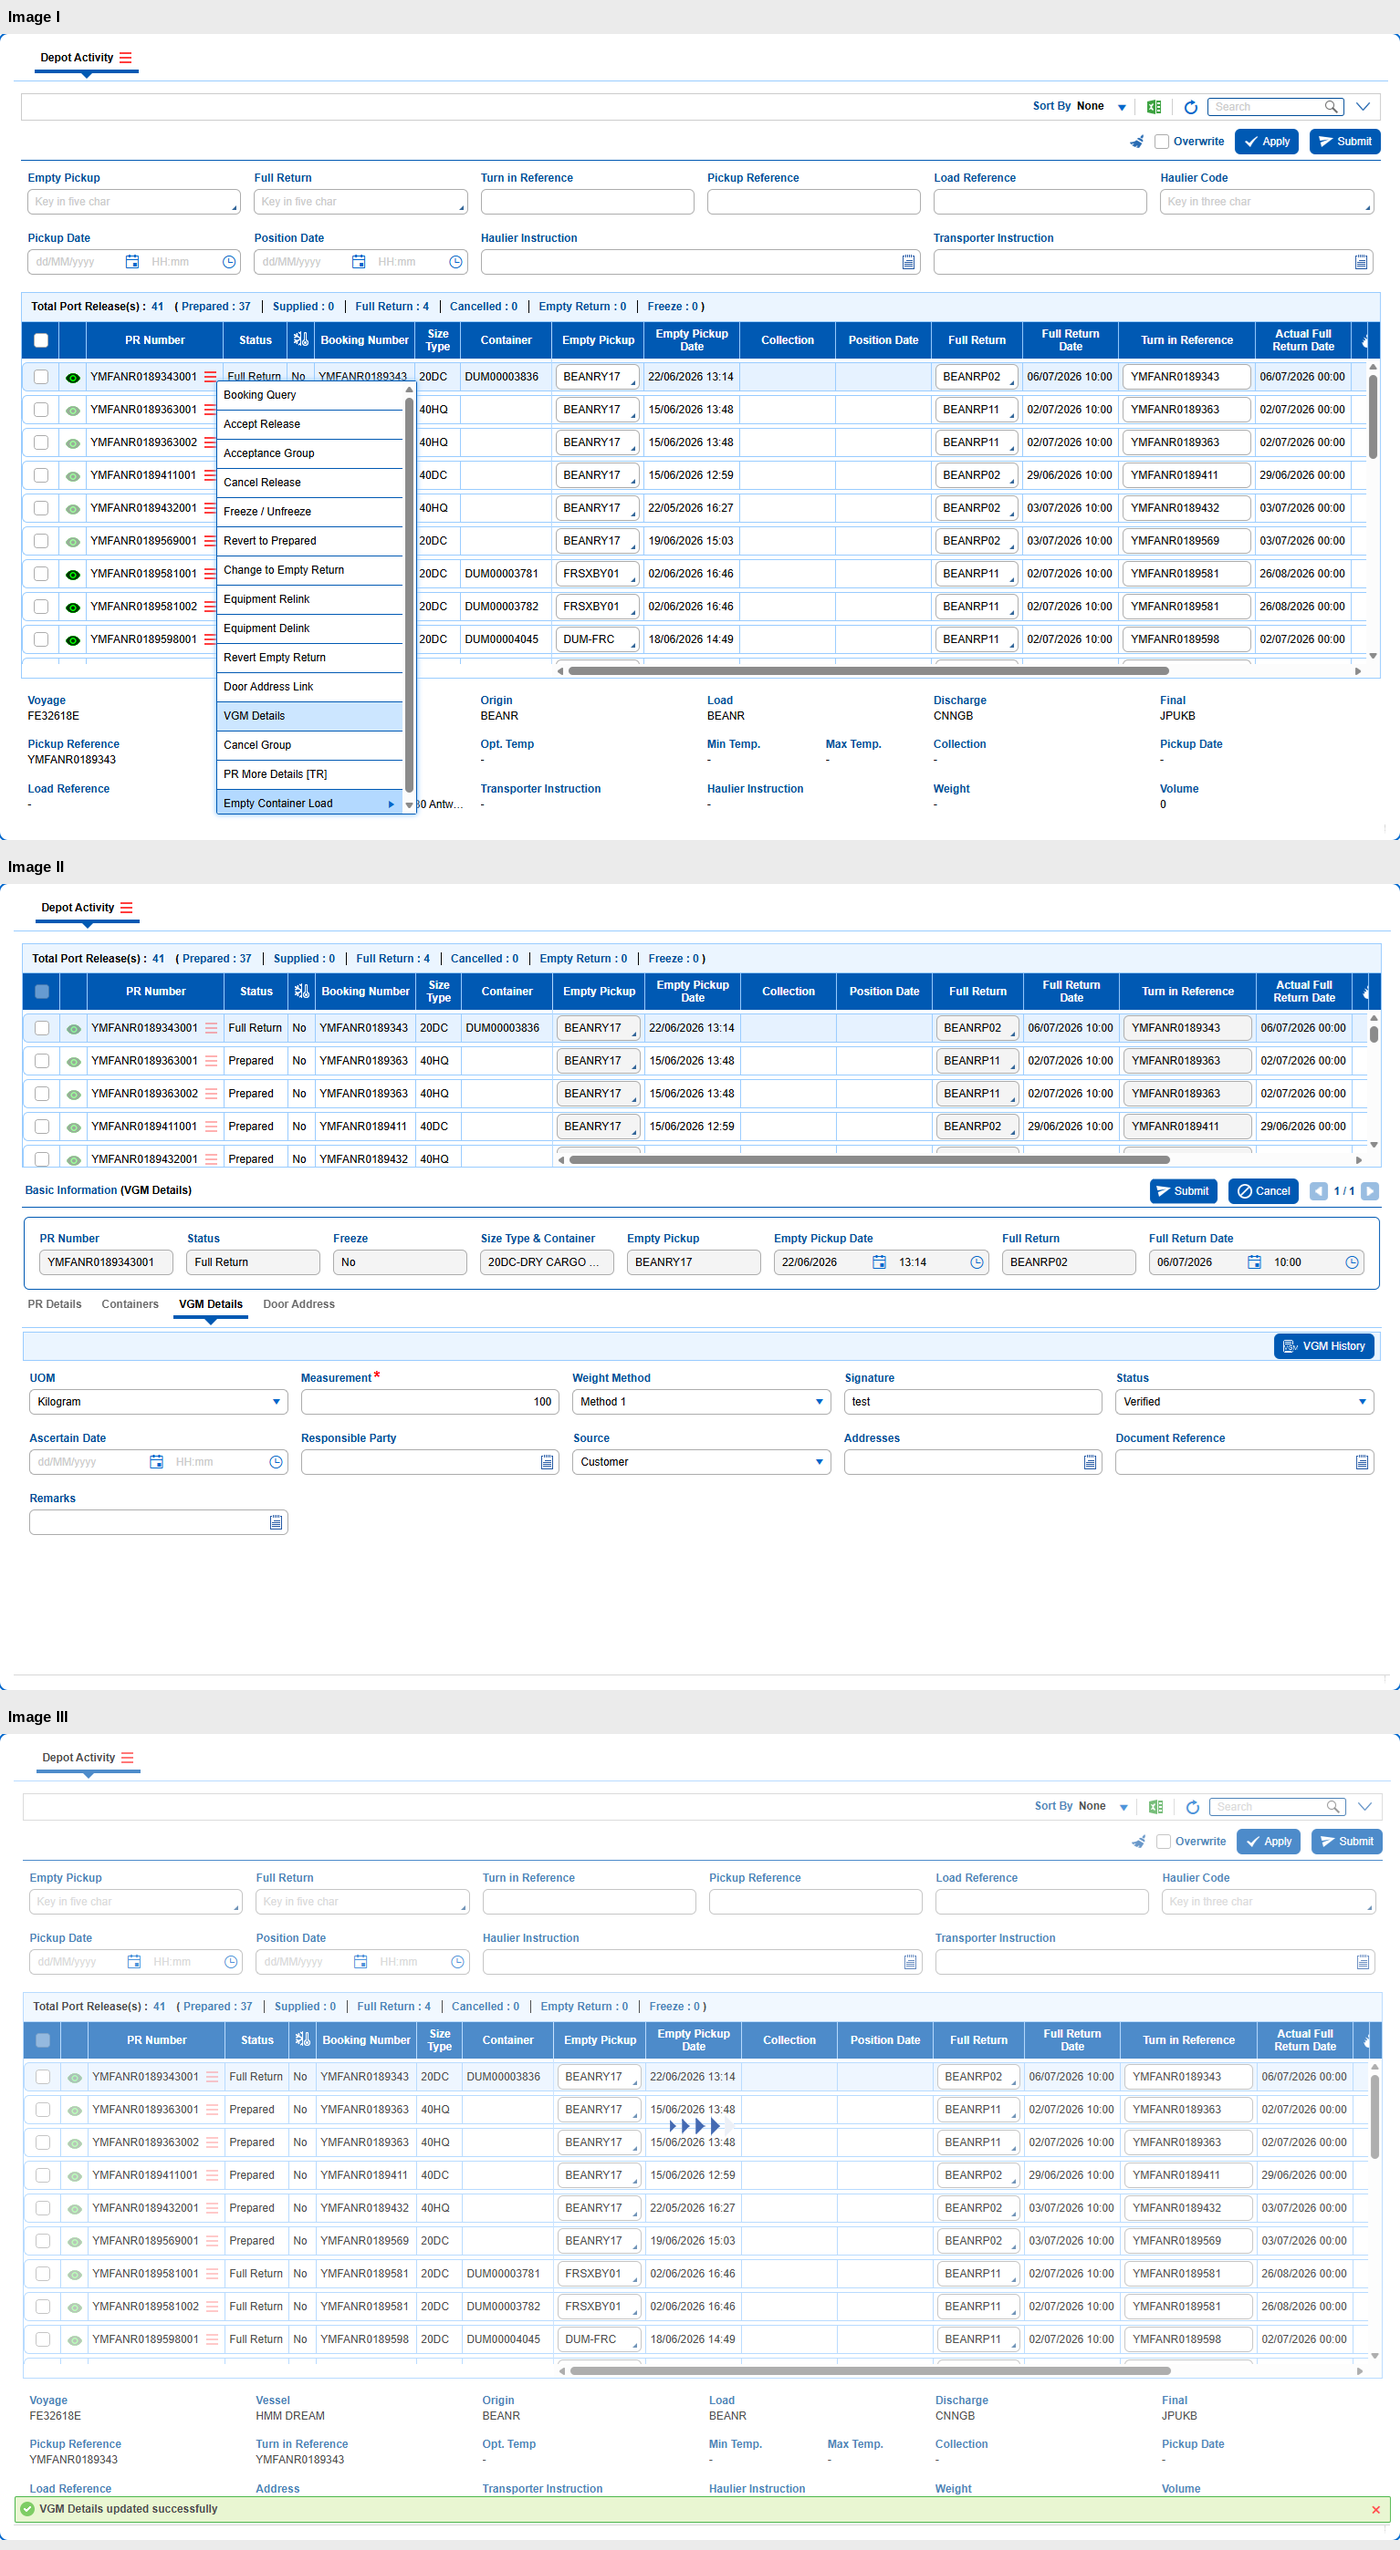 Image I
Depot Activity
Sort By None Search
Overwrite Apply Submit
Empty Pickup Full Return Turn in Reference Pickup Reference Load Reference Haulier Code
Key in five char Key in five char Key in three char
Pickup Date Position Date Haulier Instruction Transporter Instruction
dd/MM/yyyy HH:mm dd/MM/yyyy HH:mm
Total Port Release(s) : 41 ( Prepared : 37 | Supplied : 0 | Full Return : 4 | Cancelled : 0 | Empty Return : 0 | Freeze : 0 )
PR Number Status Booking Number Size Type Container Empty Pickup Empty Pickup Date Collection Position Date Full Return Full Return Date Turn in Reference Actual Full Return Date
YMFANR0189343001 Full Return No YMFANR0189343 20DC DUM00003836 BEANRY17 22/06/2026 13:14 BEANRP02 06/07/2026 10:00 YMFANR0189343 06/07/2026 00:00
YMFANR0189363001 40HQ BEANRY17 15/06/2026 13:48 BEANRP11 02/07/2026 10:00 YMFANR0189363 02/07/2026 00:00
YMFANR0189363002 40HQ BEANRY17 15/06/2026 13:48 BEANRP11 02/07/2026 10:00 YMFANR0189363 02/07/2026 00:00
YMFANR0189411001 40DC BEANRY17 15/06/2026 12:59 BEANRP02 29/06/2026 10:00 YMFANR0189411 29/06/2026 00:00
YMFANR0189432001 40HQ BEANRY17 22/05/2026 16:27 BEANRP02 03/07/2026 10:00 YMFANR0189432 03/07/2026 00:00
YMFANR0189569001 20DC BEANRY17 19/06/2026 15:03 BEANRP02 03/07/2026 10:00 YMFANR0189569 03/07/2026 00:00
YMFANR0189581001 20DC DUM00003781 FRSXBY01 02/06/2026 16:46 BEANRP11 02/07/2026 10:00 YMFANR0189581 26/08/2026 00:00
YMFANR0189581002 20DC DUM00003782 FRSXBY01 02/06/2026 16:46 BEANRP11 02/07/2026 10:00 YMFANR0189581 26/08/2026 00:00
YMFANR0189598001 20DC DUM00004045 DUM-FRC 18/06/2026 14:49 BEANRP11 02/07/2026 10:00 YMFANR0189598 02/07/2026 00:00
Booking Query
Accept Release
Acceptance Group
Cancel Release
Freeze / Unfreeze
Revert to Prepared
Change to Empty Return
Equipment Relink
Equipment Delink
Revert Empty Return
Door Address Link
VGM Details
Cancel Group
PR More Details [TR]
Empty Container Load
Voyage Origin Load Discharge Final
FE32618E BEANR BEANR CNNGB JPUKB
Pickup Reference Opt. Temp Min Temp. Max Temp. Collection Pickup Date
YMFANR0189343 - - - - -
Load Reference Transporter Instruction Haulier Instruction Weight Volume
- 30 Antw... - - - 0
Image II
Depot Activity
Total Port Release(s) : 41 ( Prepared : 37 | Supplied : 0 | Full Return : 4 | Cancelled : 0 | Empty Return : 0 | Freeze : 0 )
PR Number Status Booking Number Size Type Container Empty Pickup Empty Pickup Date Collection Position Date Full Return Full Return Date Turn in Reference Actual Full Return Date
YMFANR0189343001 Full Return No YMFANR0189343 20DC DUM00003836 BEANRY17 22/06/2026 13:14 BEANRP02 06/07/2026 10:00 YMFANR0189343 06/07/2026 00:00
YMFANR0189363001 Prepared No YMFANR0189363 40HQ BEANRY17 15/06/2026 13:48 BEANRP11 02/07/2026 10:00 YMFANR0189363 02/07/2026 00:00
YMFANR0189363002 Prepared No YMFANR0189363 40HQ BEANRY17 15/06/2026 13:48 BEANRP11 02/07/2026 10:00 YMFANR0189363 02/07/2026 00:00
YMFANR0189411001 Prepared No YMFANR0189411 40DC BEANRY17 15/06/2026 12:59 BEANRP02 29/06/2026 10:00 YMFANR0189411 29/06/2026 00:00
YMFANR0189432001 Prepared No YMFANR0189432 40HQ
Basic Information (VGM Details) Submit Cancel 1 / 1
PR Number Status Freeze Size Type & Container Empty Pickup Empty Pickup Date Full Return Full Return Date
YMFANR0189343001 Full Return No 20DC-DRY CARGO ... BEANRY17 22/06/2026 13:14 BEANRP02 06/07/2026 10:00
PR Details Containers VGM Details Door Address
VGM History
UOM Measurement* Weight Method Signature Status
Kilogram 100 Method 1 test Verified
Ascertain Date Responsible Party Source Addresses Document Reference
dd/MM/yyyy HH:mm Customer
Remarks
Image III
Depot Activity
Sort By None Search
Overwrite Apply Submit
Empty Pickup Full Return Turn in Reference Pickup Reference Load Reference Haulier Code
Key in five char Key in five char Key in three char
Pickup Date Position Date Haulier Instruction Transporter Instruction
dd/MM/yyyy HH:mm dd/MM/yyyy HH:mm
Total Port Release(s) : 41 ( Prepared : 37 | Supplied : 0 | Full Return : 4 | Cancelled : 0 | Empty Return : 0 | Freeze : 0 )
PR Number Status Booking Number Size Type Container Empty Pickup Empty Pickup Date Collection Position Date Full Return Full Return Date Turn in Reference Actual Full Return Date
YMFANR0189343001 Full Return No YMFANR0189343 20DC DUM00003836 BEANRY17 22/06/2026 13:14 BEANRP02 06/07/2026 10:00 YMFANR0189343 06/07/2026 00:00
YMFANR0189363001 Prepared No YMFANR0189363 40HQ BEANRY17 15/06/2026 13:48 BEANRP11 02/07/2026 10:00 YMFANR0189363 02/07/2026 00:00
YMFANR0189363002 Prepared No YMFANR0189363 40HQ BEANRY17 15/06/2026 13:48 BEANRP11 02/07/2026 10:00 YMFANR0189363 02/07/2026 00:00
YMFANR0189411001 Prepared No YMFANR0189411 40DC BEANRY17 15/06/2026 12:59 BEANRP02 29/06/2026 10:00 YMFANR0189411 29/06/2026 00:00
YMFANR0189432001 Prepared No YMFANR0189432 40HQ BEANRY17 22/05/2026 16:27 BEANRP02 03/07/2026 10:00 YMFANR0189432 03/07/2026 00:00
YMFANR0189569001 Prepared No YMFANR0189569 20DC BEANRY17 19/06/2026 15:03 BEANRP02 03/07/2026 10:00 YMFANR0189569 03/07/2026 00:00
YMFANR0189581001 Full Return No YMFANR0189581 20DC DUM00003781 FRSXBY01 02/06/2026 16:46 BEANRP11 02/07/2026 10:00 YMFANR0189581 26/08/2026 00:00
YMFANR0189581002 Full Return No YMFANR0189581 20DC DUM00003782 FRSXBY01 02/06/2026 16:46 BEANRP11 02/07/2026 10:00 YMFANR0189581 26/08/2026 00:00
YMFANR0189598001 Full Return No YMFANR0189598 20DC DUM00004045 DUM-FRC 18/06/2026 14:49 BEANRP11 02/07/2026 10:00 YMFANR0189598 02/07/2026 00:00
Voyage Vessel Origin Load Discharge Final
FE32618E HMM DREAM BEANR BEANR CNNGB JPUKB
Pickup Reference Turn in Reference Opt. Temp Min Temp. Max Temp. Collection Pickup Date
YMFANR0189343 YMFANR0189343 - - - - -
Load Reference Address Transporter Instruction Haulier Instruction Weight Volume
VGM Details updated successfully